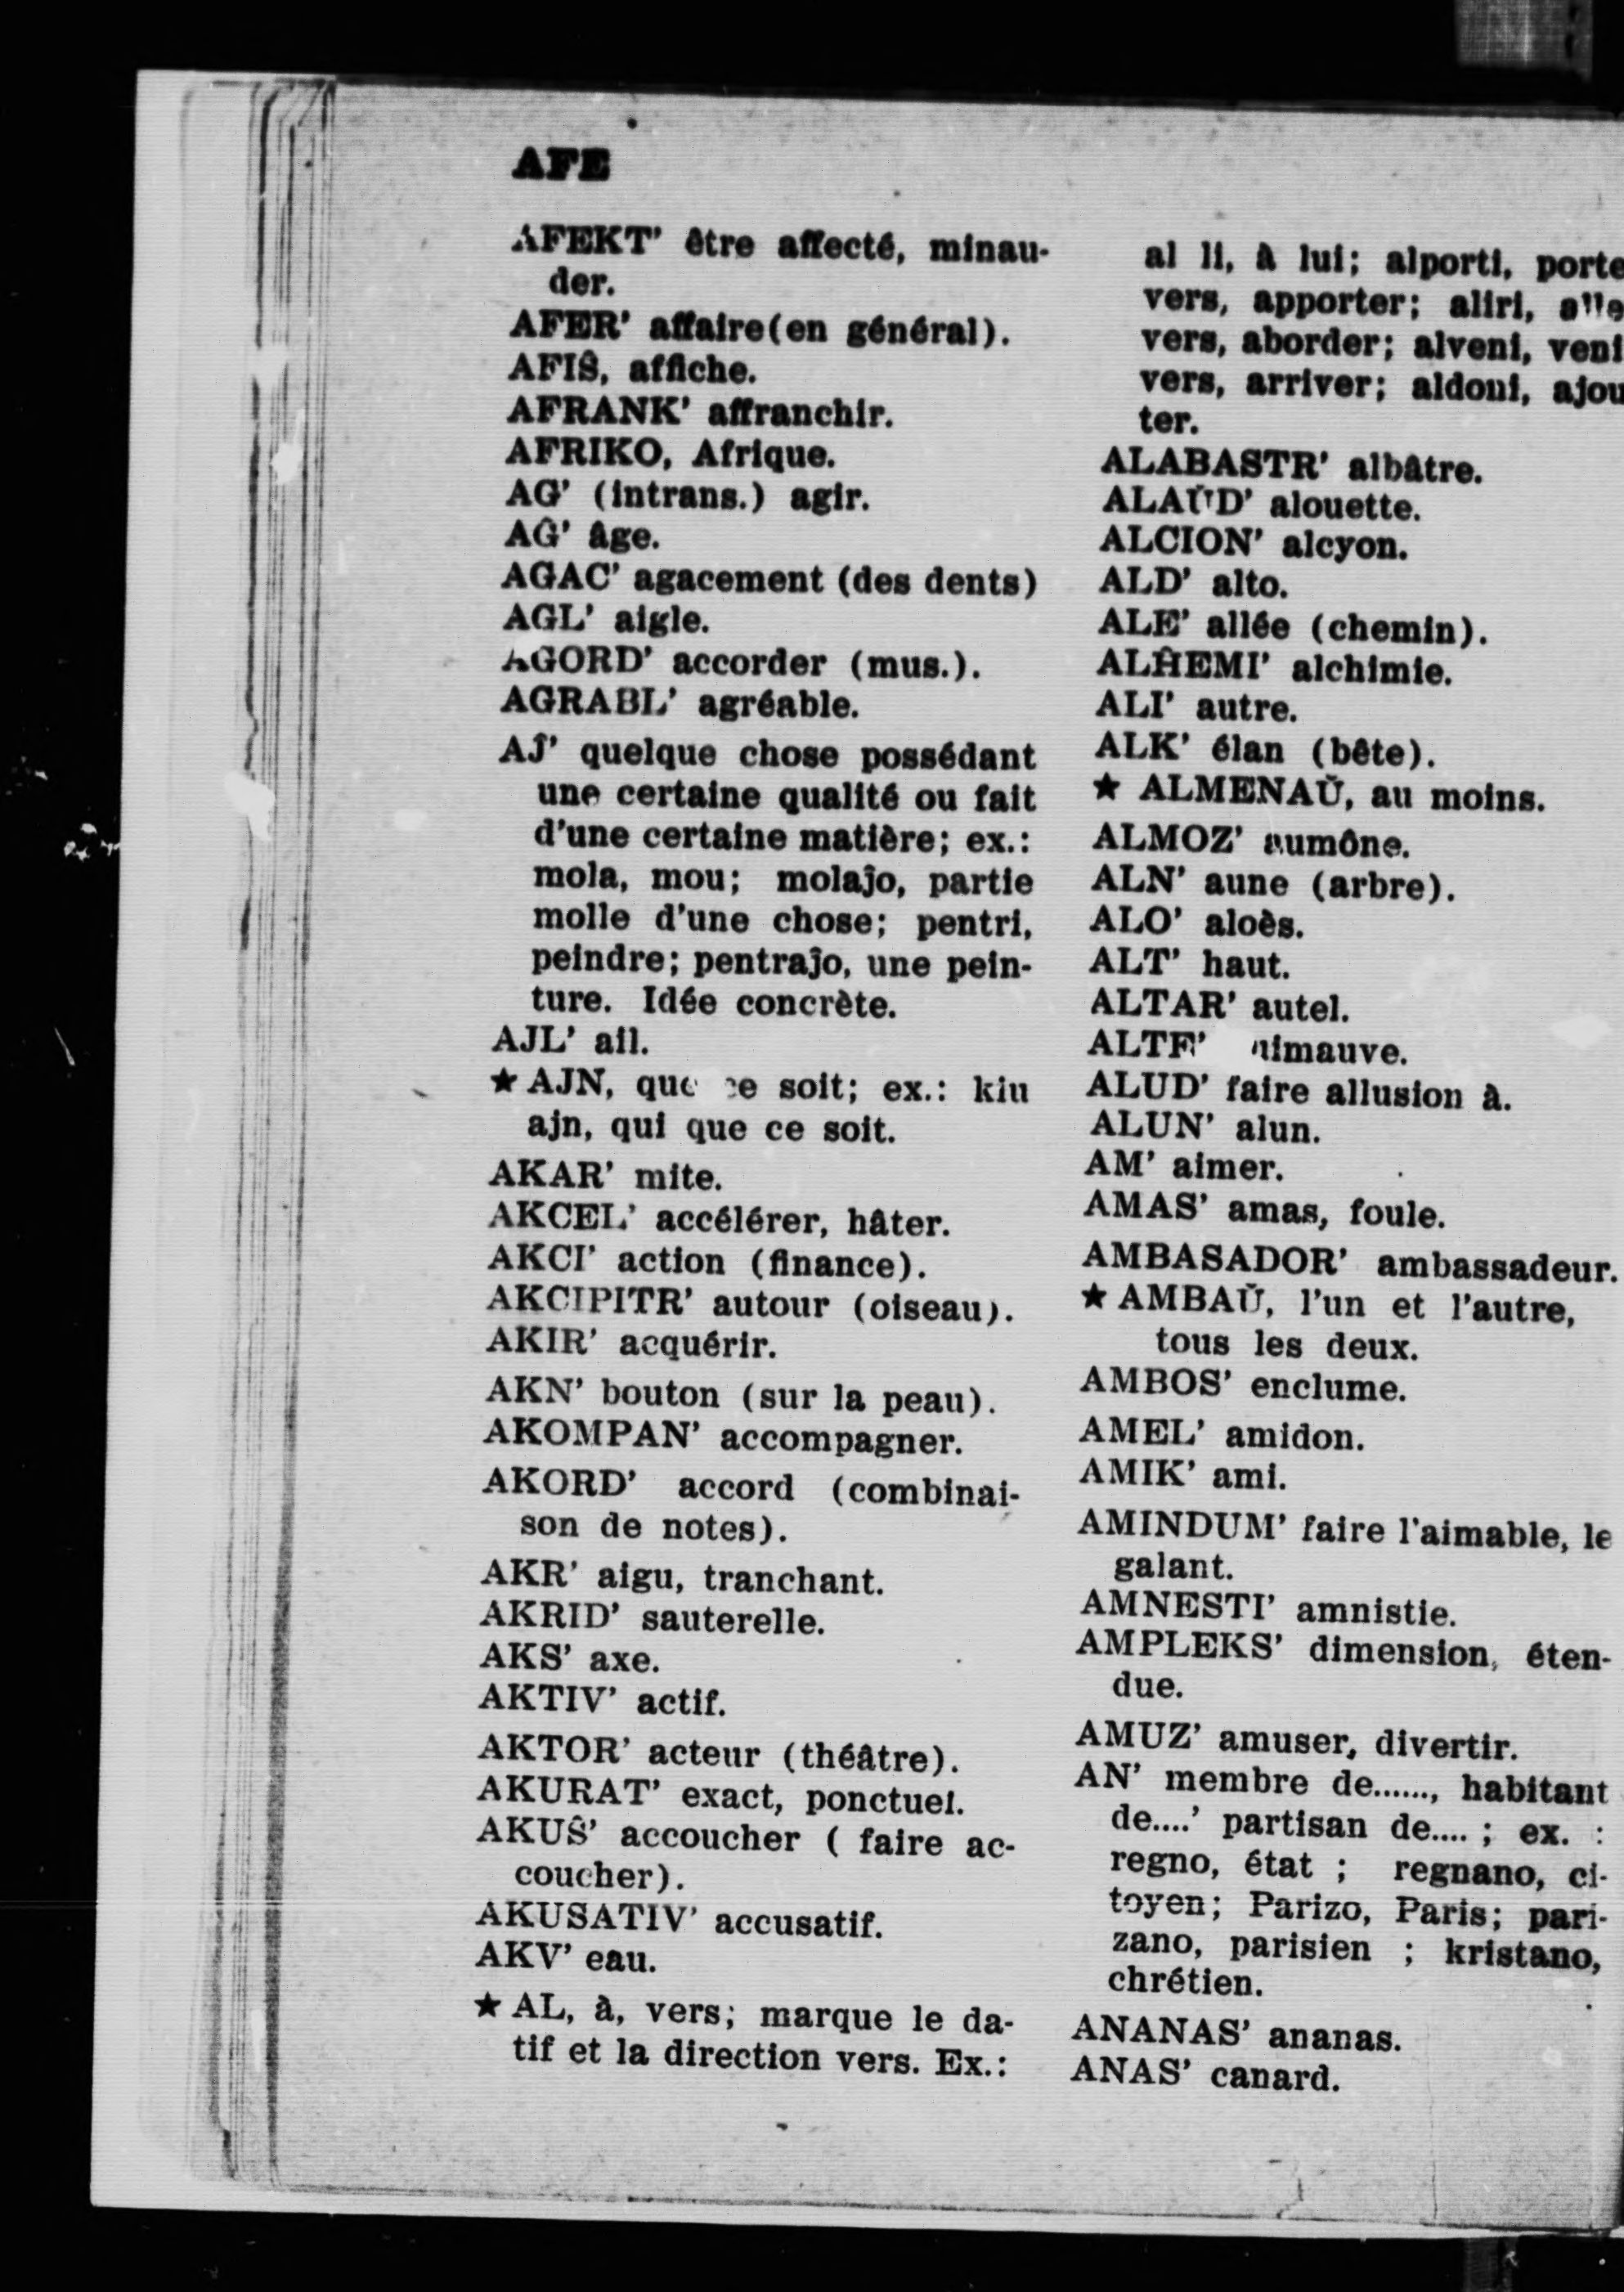 AFE
AFEKT' être affecté, minau-
der.
AFER' affaire(en général).
AFIŜ, affiche.
AFRANK' affranchir.
AFRIKO, Afrique.
AG' (intrans.) agir.
AĜ' âge.
AGAC' agacement (des dents)
AGL' aigle.
AGORD' accorder (mus.).
AGRABL' agréable.
AĴ' quelque chose possédant
une certaine qualité ou fait
d'une certaine matière; ex.:
mola, mou; molaĵo, partie
molle d'une chose; pentri,
peindre; pentraĵo, une pein-
ture. Idée concrète.
AJL' ail.
★ AJN, que ce soit; ex.: kiu
ajn, qui que ce soit.
AKAR' mite.
AKCEL' accélérer, hâter.
AKCI' action (finance).
AKCIPITR' autour (oiseau).
AKIR' acquérir.
AKN' bouton (sur la peau).
AKOMPAN' accompagner.
AKORD' accord (combinai-
son de notes).
AKR' aigu, tranchant.
AKRID' sauterelle.
AKS' axe.
AKTIV' actif.
AKTOR' acteur (théâtre).
AKURAT' exact, ponctuel.
AKUŜ' accoucher ( faire ac-
coucher).
AKUSATIV' accusatif.
AKV' eau.
★ AL, à, vers; marque le da-
tif et la direction vers. Ex.:
al li, à lui; alporti, porte
vers, apporter; aliri, alle
vers, aborder; alveni, veni
vers, arriver; aldoni, ajou
ter.
ALABASTR' albâtre.
ALAŬD' alouette.
ALCION' alcyon.
ALD' alto.
ALE' allée (chemin).
ALĤEMI' alchimie.
ALI' autre.
ALK' élan (bête).
★ ALMENAŬ, au moins.
ALMOZ' aumône.
ALN' aune (arbre).
ALO' aloès.
ALT' haut.
ALTAR' autel.
ALTE'
ALUD' faire allusion à.
ALUN' alun.
AM' aimer.
AMAS' amas, foule.
AMBASADOR' ambassadeur.
★ AMBAŬ, l'un et l'autre,
tous les deux.
AMBOS' enclume.
AMEL' amidon.
AMIK' ami.
AMINDUM' faire l'aimable, le
galant.
AMNESTI' amnistie.
AMPLEKS' dimension, éten-
due.
AMUZ' amuser, divertir.
AN' membre de......, habitant
de....' partisan de.... ; ex. :
regno, état ; regnano, ci-
toyen; Parizo, Paris; pari-
zano, parisien ; kristano,
chrétien.
ANANAS' ananas.
ANAS' canard.